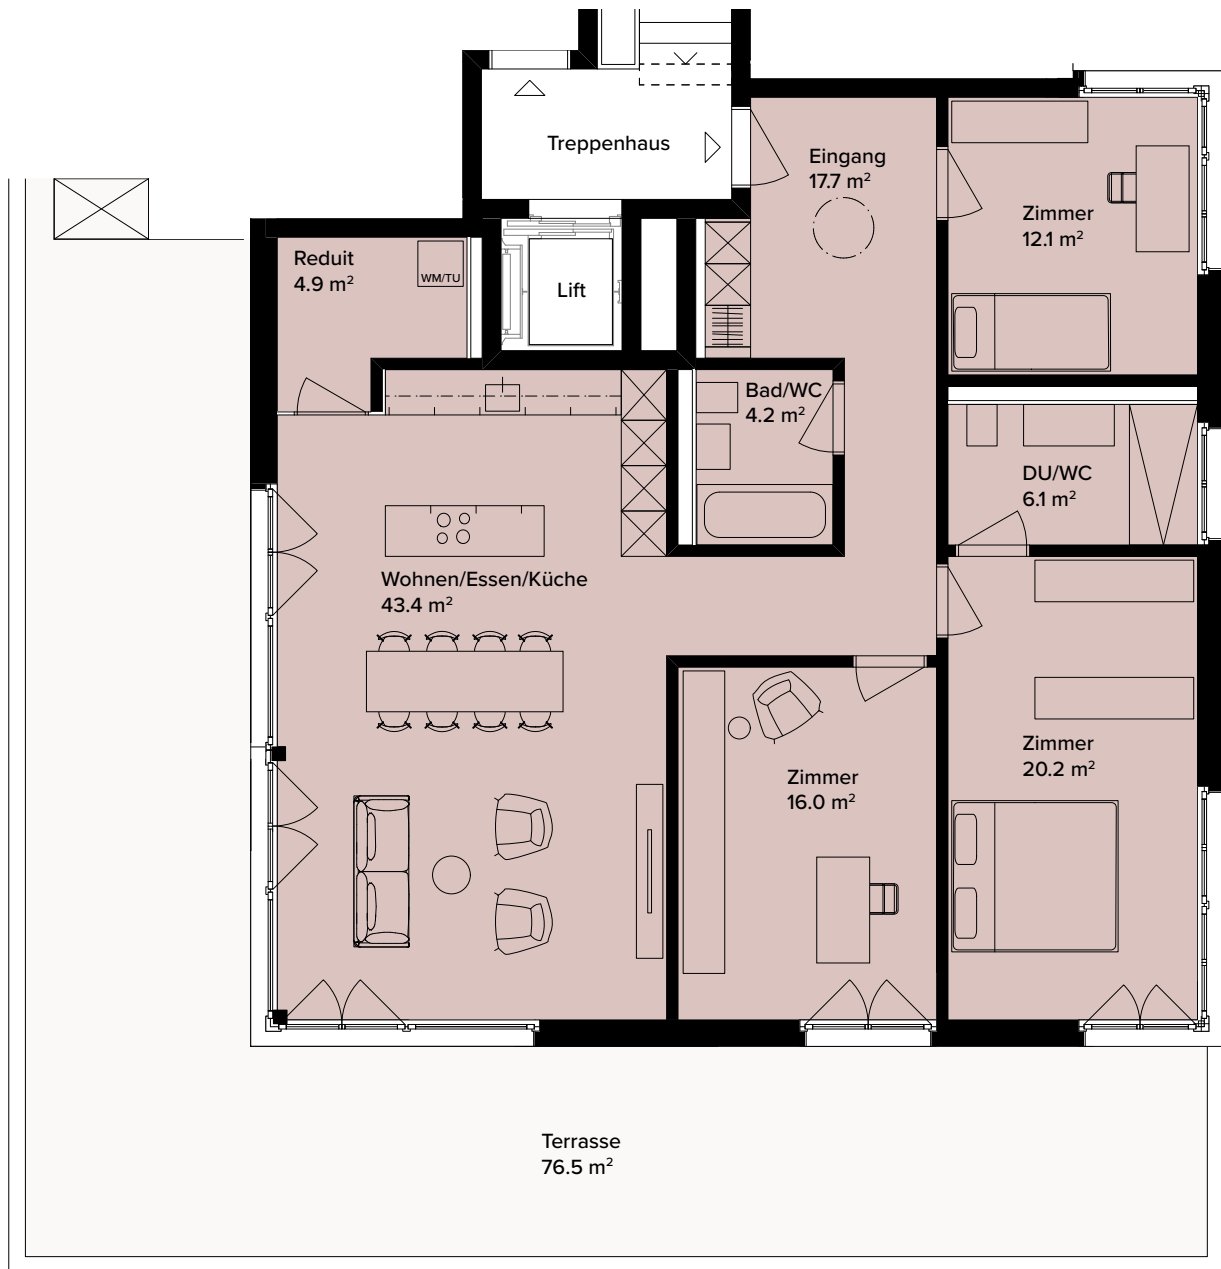 Treppenhaus
Eingang
17.7 m²
Zimmer
12.1 m²
Reduit
4.9 m²
WM/TU
Lift
Bad/WC
4.2 m²
DU/WC
6.1 m²
Wohnen/Essen/Küche
43.4 m²
Zimmer
20.2 m²
Zimmer
16.0 m²
Terrasse
76.5 m²